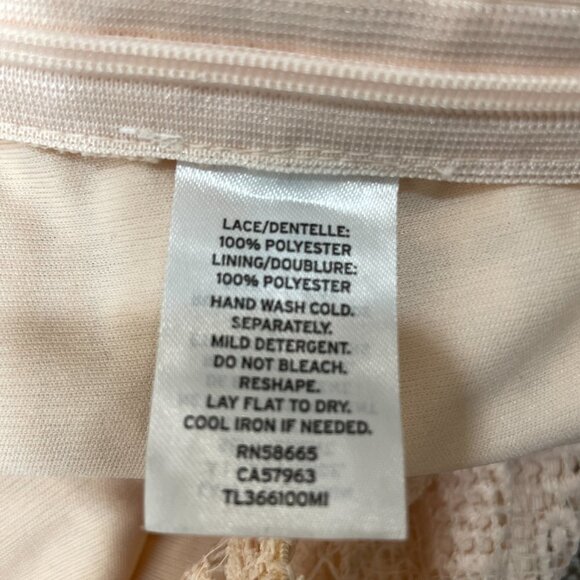 LACE/DENTELLE:
100% POLYESTER
LINING/DOUBLURE:
100% POLYESTER
HAND WASH COLD.
SEPARATELY.
MILD DETERGENT.
DO NOT BLEACH.
RESHAPE.
LAY FLAT TO DRY.
COOL IRON IF NEEDED.
RN58665
CA57963
TL366100MI